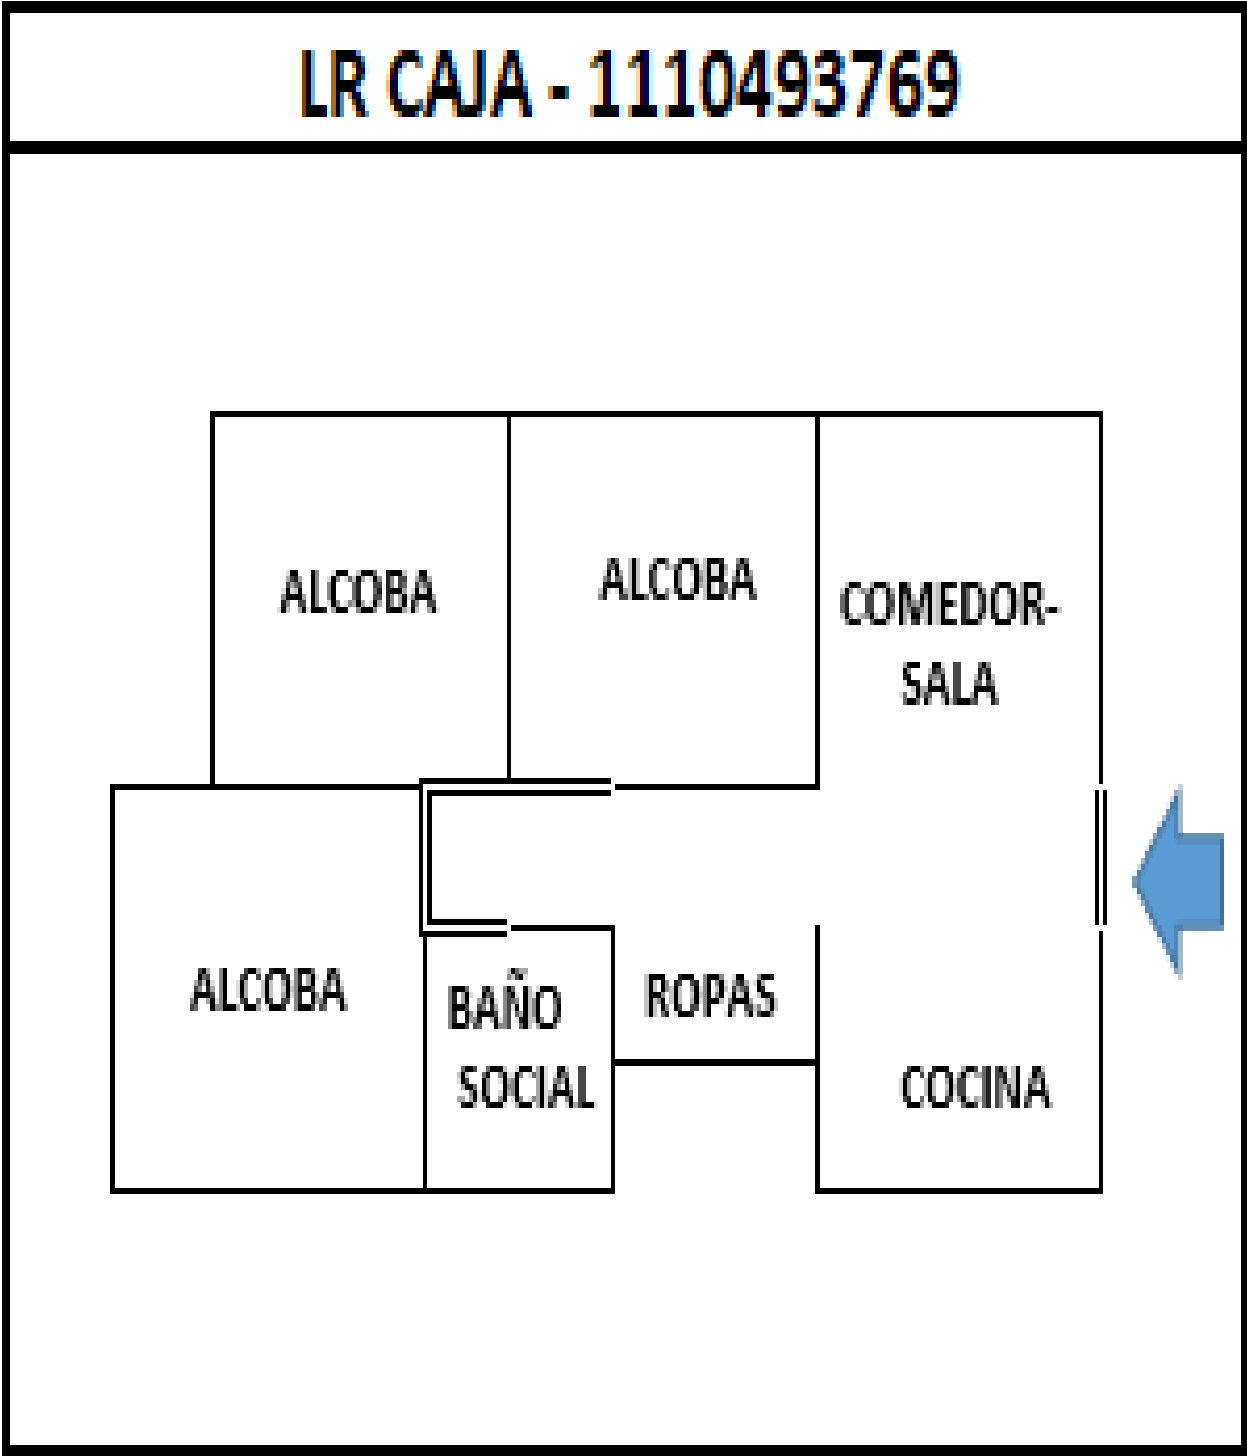 LR CAJA - 1110493769
ALCOBA
ALCOBA
COMEDOR-
SALA
ALCOBA
BAÑO
SOCIAL
ROPAS
COCINA